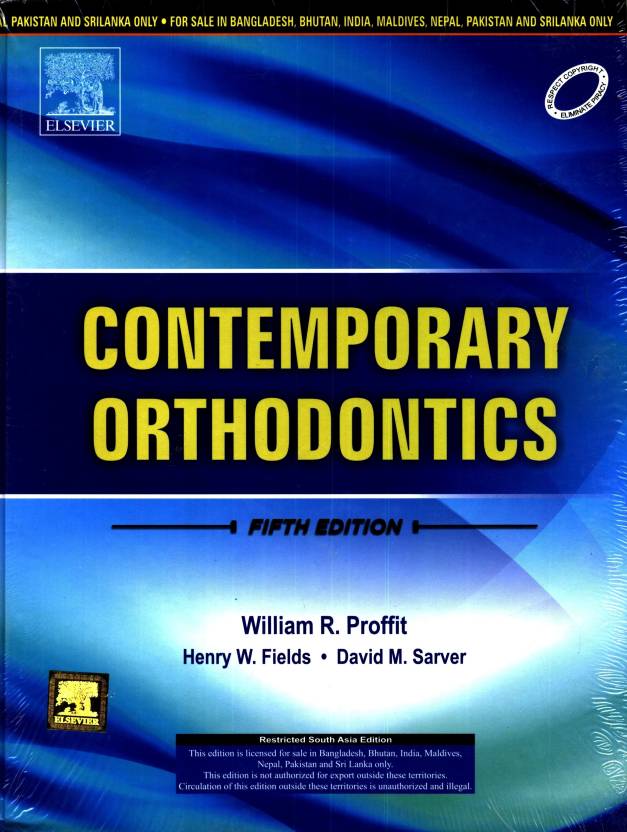 L PAKISTAN AND SRILANKA ONLY • FOR SALE IN BANGLADESH, BHUTAN, INDIA, MALDIVES, NEPAL, PAKISTAN AND SRILANKA ONLY
ELSEVIER
RESPECT COPYRIGHT • ELIMINATE PIRACY •
CONTEMPORARY
ORTHODONTICS
FIFTH EDITION
William R. Proffit
Henry W. Fields • David M. Sarver
ELSEVIER
Restricted South Asia Edition
This edition is licensed for sale in Bangladesh, Bhutan, India, Maldives,
Nepal, Pakistan and Sri Lanka only.
This edition is not authorized for export outside these territories.
Circulation of this edition outside these territories is unauthorized and illegal.